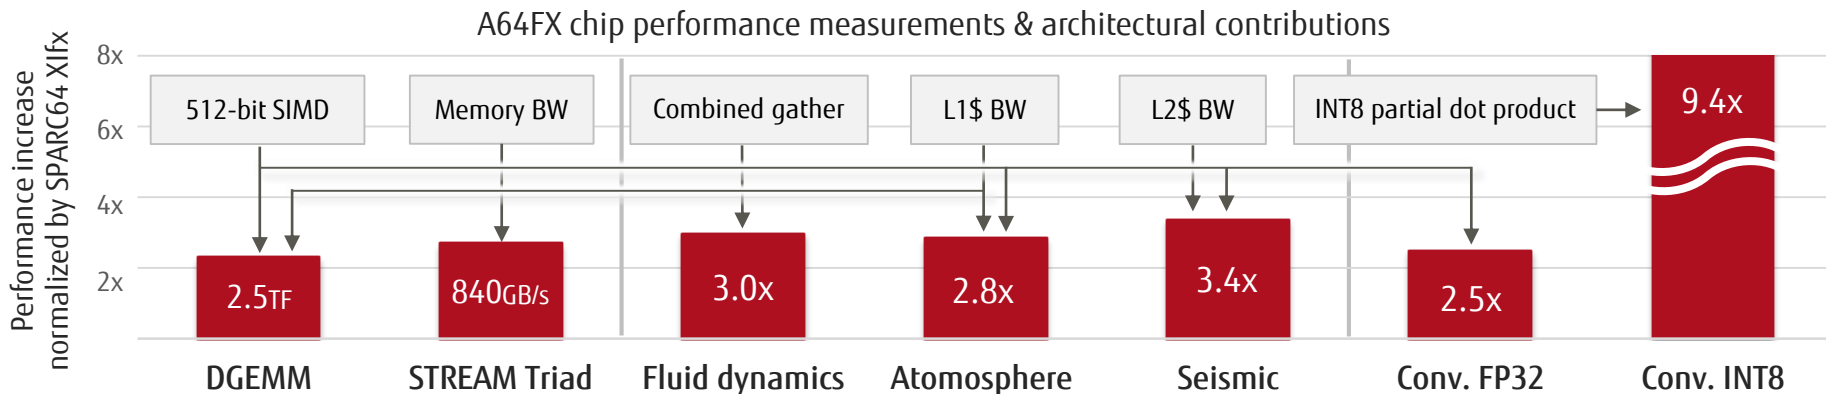 A64FX chip performance measurements & architectural contributions
Performance increase
normalized by SPARC64 XIfx
8x
6x
4x
2x
512-bit SIMD
Memory BW
Combined gather
L1$ BW
L2$ BW
INT8 partial dot product
9.4x
2.5TF
840GB/s
3.0x
2.8x
3.4x
2.5x
DGEMM
STREAM Triad
Fluid dynamics
Atomosphere
Seismic
Conv. FP32
Conv. INT8